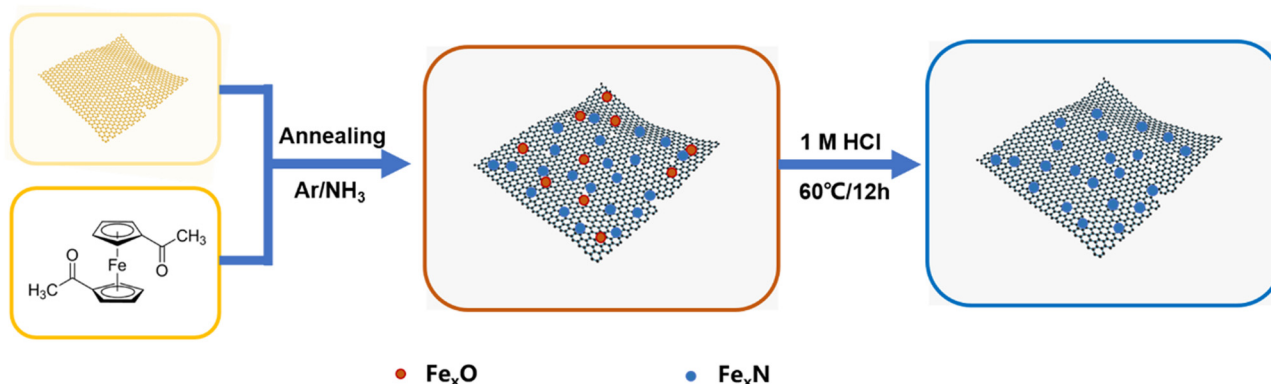 Annealing
Ar/NH₃
CH₃
O
Fe
O
H₃C
1 M HCl
60℃/12h
FeₓO
FeₓN